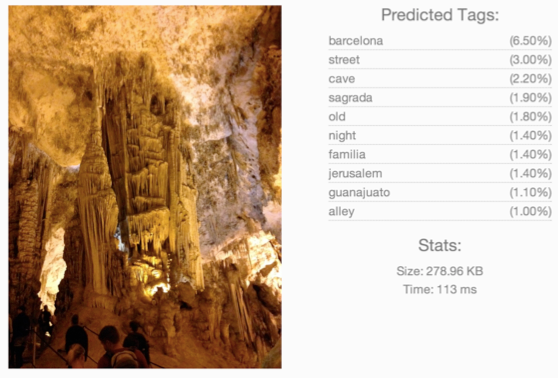 Predicted Tags:
barcelona (6.50%)
street (3.00%)
cave (2.20%)
sagrada (1.90%)
old (1.80%)
night (1.40%)
familia (1.40%)
jerusalem (1.40%)
guanajuato (1.10%)
alley (1.00%)
Stats:
Size: 278.96 KB
Time: 113 ms